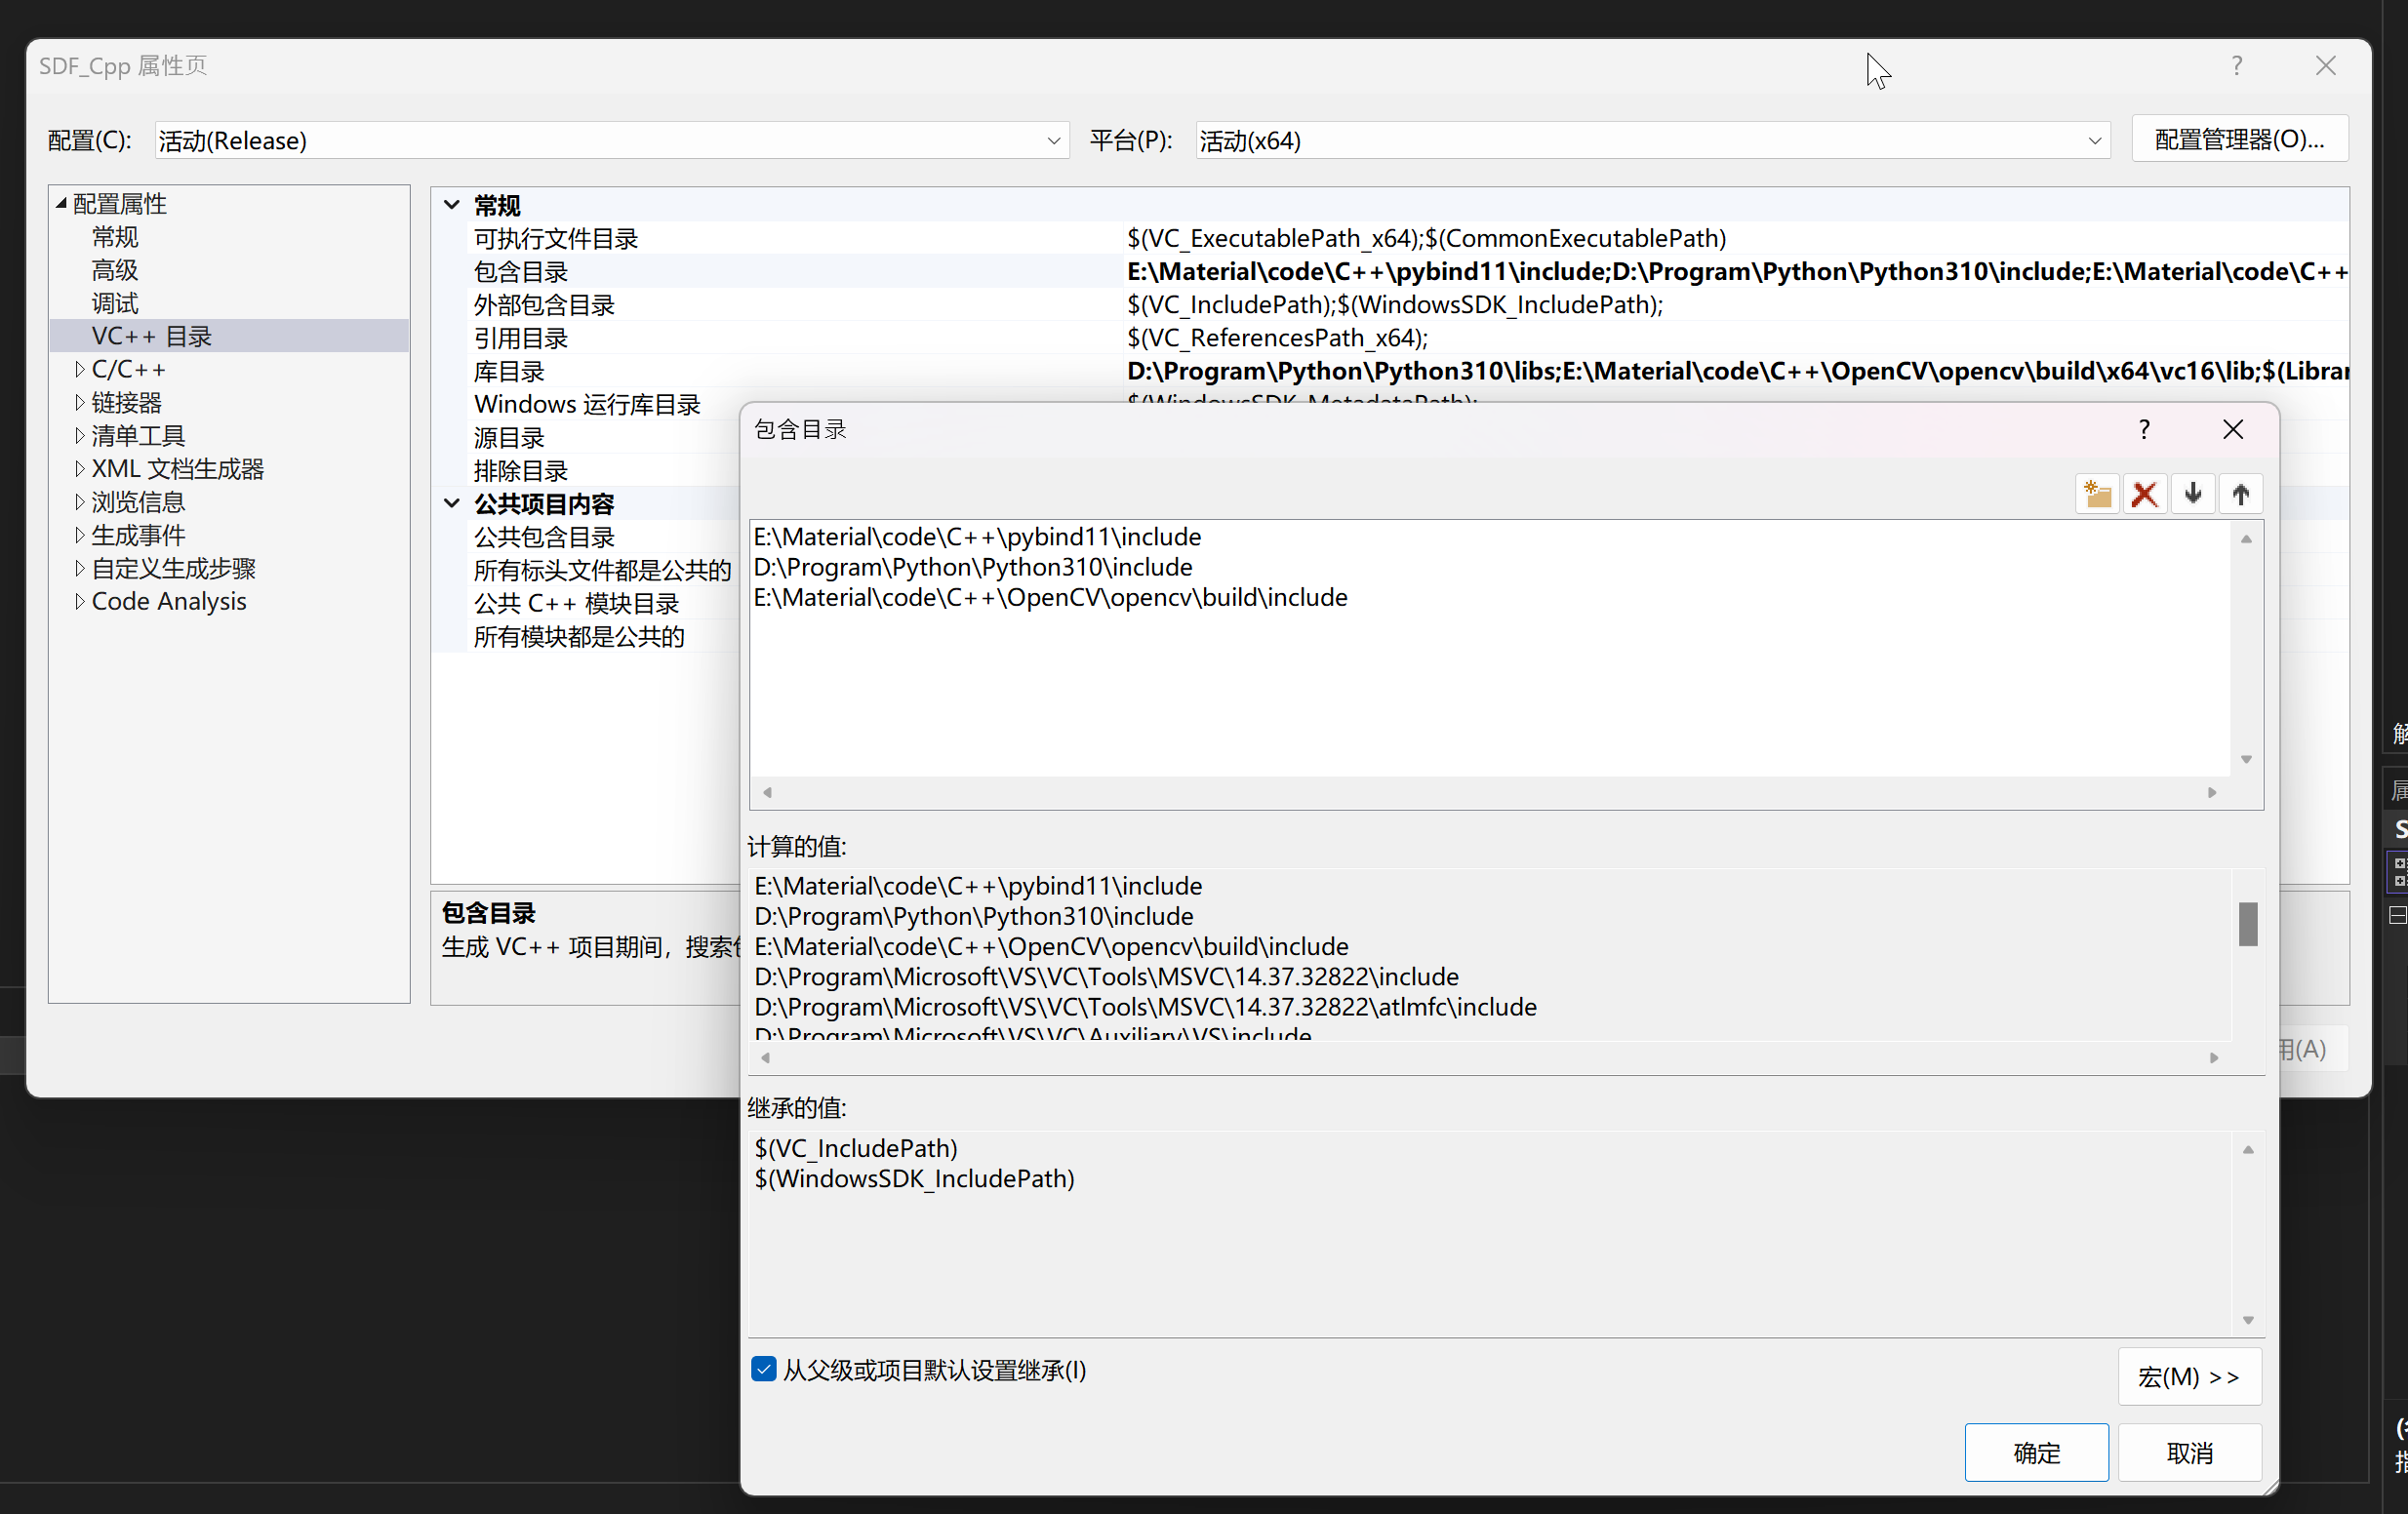 SDF_Cpp 属性页
?
配置(C):
活动(Release)
平台(P):
活动(x64)
配置管理器(O)...
配置属性
常规
高级
调试
VC++ 目录
C/C++
链接器
清单工具
XML 文档生成器
浏览信息
生成事件
自定义生成步骤
Code Analysis
常规
可执行文件目录 $(VC_ExecutablePath_x64);$(CommonExecutablePath)
包含目录 E:\Material\code\C++\pybind11\include;D:\Program\Python\Python310\include;E:\Material\code\C++
外部包含目录 $(VC_IncludePath);$(WindowsSDK_IncludePath);
引用目录 $(VC_ReferencesPath_x64);
库目录 D:\Program\Python\Python310\libs;E:\Material\code\C++\OpenCV\opencv\build\x64\vc16\lib;$(Librar
Windows 运行库目录 $(WindowsSDK_MetadataPath);
源目录
排除目录
公共项目内容
公共包含目录
所有标头文件都是公共的
公共 C++ 模块目录
所有模块都是公共的
包含目录
生成 VC++ 项目期间，搜索
用(A)
包含目录
?
E:\Material\code\C++\pybind11\include
D:\Program\Python\Python310\include
E:\Material\code\C++\OpenCV\opencv\build\include
计算的值:
E:\Material\code\C++\pybind11\include
D:\Program\Python\Python310\include
E:\Material\code\C++\OpenCV\opencv\build\include
D:\Program\Microsoft\VS\VC\Tools\MSVC\14.37.32822\include
D:\Program\Microsoft\VS\VC\Tools\MSVC\14.37.32822\atlmfc\include
D:\Program\Microsoft\VS\VC\Auxiliary\VS\include
继承的值:
$(VC_IncludePath)
$(WindowsSDK_IncludePath)
从父级或项目默认设置继承(I)
宏(M) >>
确定
取消